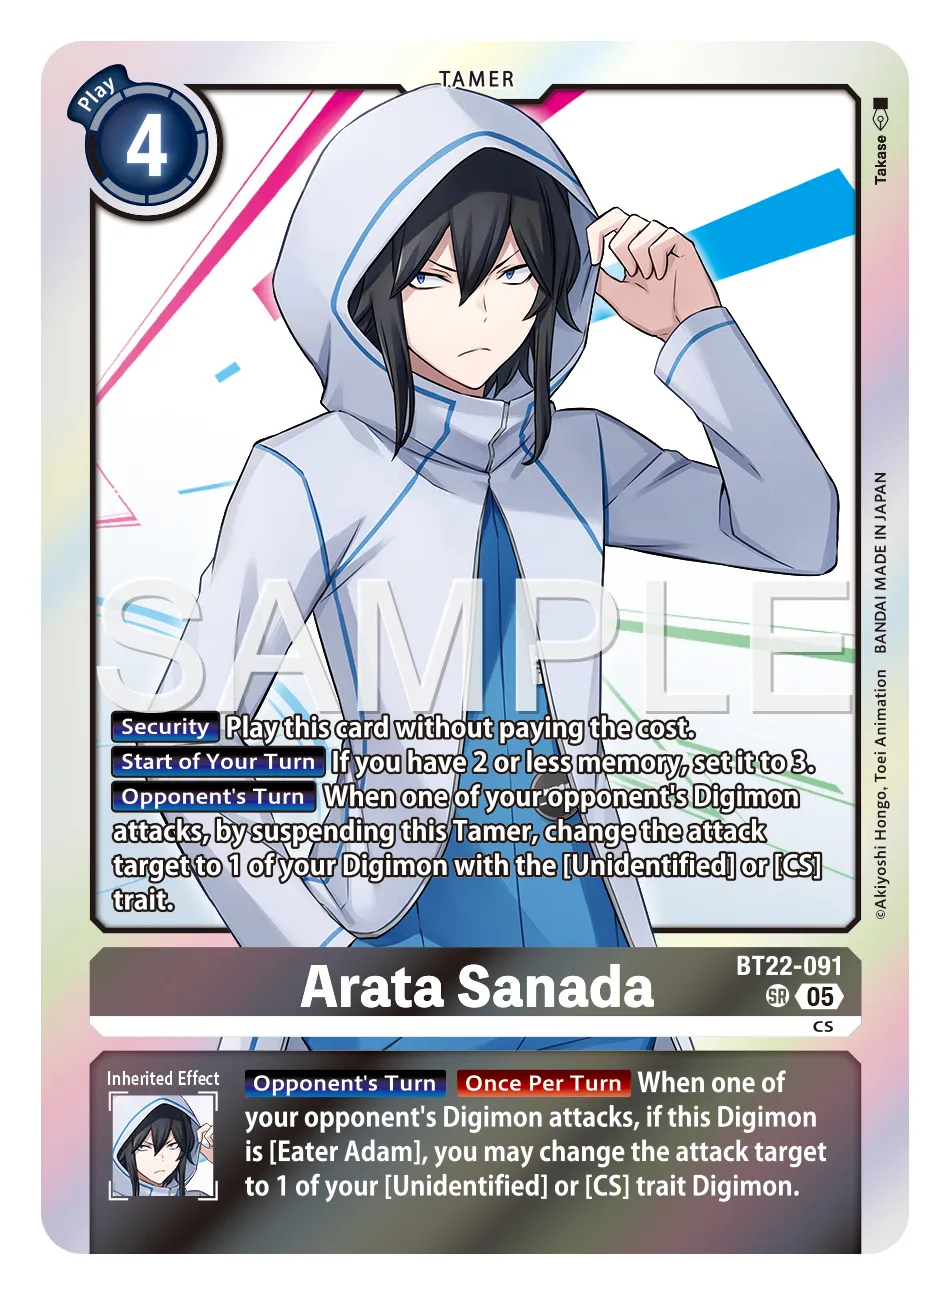 TAMER
Play
4
Takase
SAMPLE
Security Play this card without paying the cost.
Start of Your Turn If you have 2 or less memory, set it to 3.
Opponent's Turn When one of your opponent's Digimon
attacks, by suspending this Tamer, change the attack
target to 1 of your Digimon with the [Unidentified] or [CS]
trait.
©Akiyoshi Hongo, Toei Animation BANDAI MADE IN JAPAN
BT22-091
Arata Sanada
SR 05
CS
Inherited Effect
Opponent's Turn Once Per Turn When one of
your opponent's Digimon attacks, if this Digimon
is [Eater Adam], you may change the attack target
to 1 of your [Unidentified] or [CS] trait Digimon.